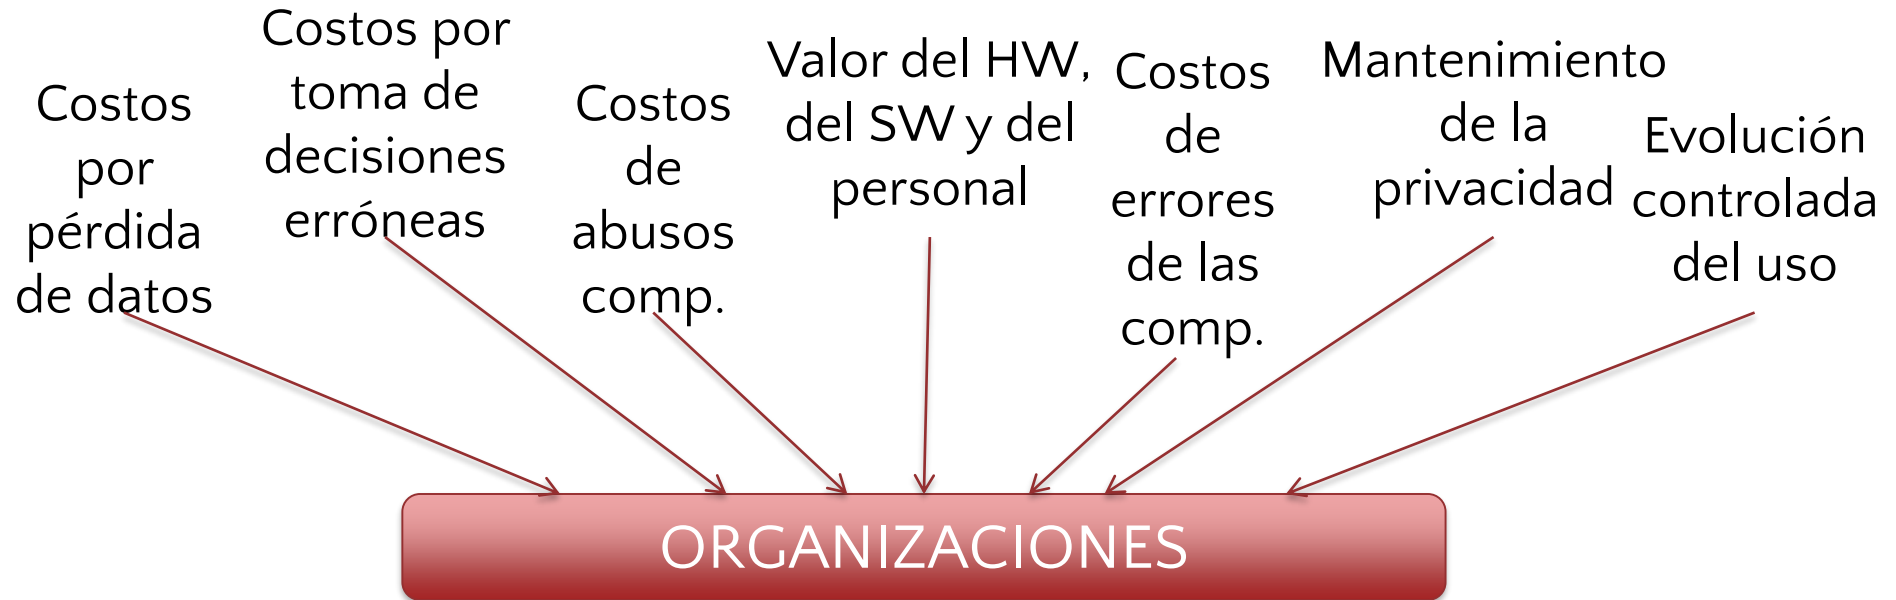 Costos
por
pérdida
de datos
Costos por
toma de
decisiones
erróneas
Costos
de
abusos
comp.
Valor del HW,
del SW y del
personal
Costos
de
errores
de las
comp.
Mantenimiento
de la
privacidad
Evolución
controlada
del uso
ORGANIZACIONES